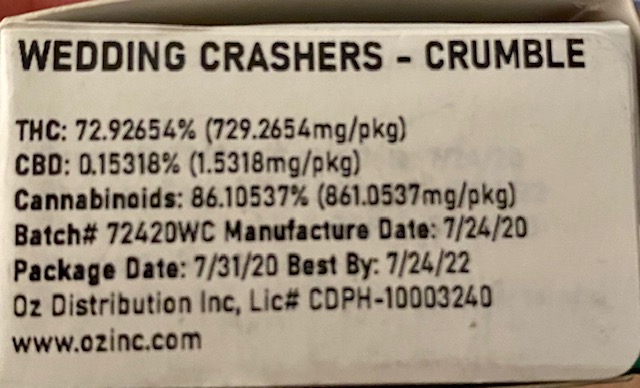 WEDDING CRASHERS - CRUMBLE
THC: 72.92654% (729.2654mg/pkg)
CBD: 0.15318% (1.5318mg/pkg)
Cannabinoids: 86.10537% (861.0537mg/pkg)
Batch# 72420WC Manufacture Date: 7/24/20
Package Date: 7/31/20 Best By: 7/24/22
Oz Distribution Inc, Lic# CDPH-10003240
www.ozinc.com